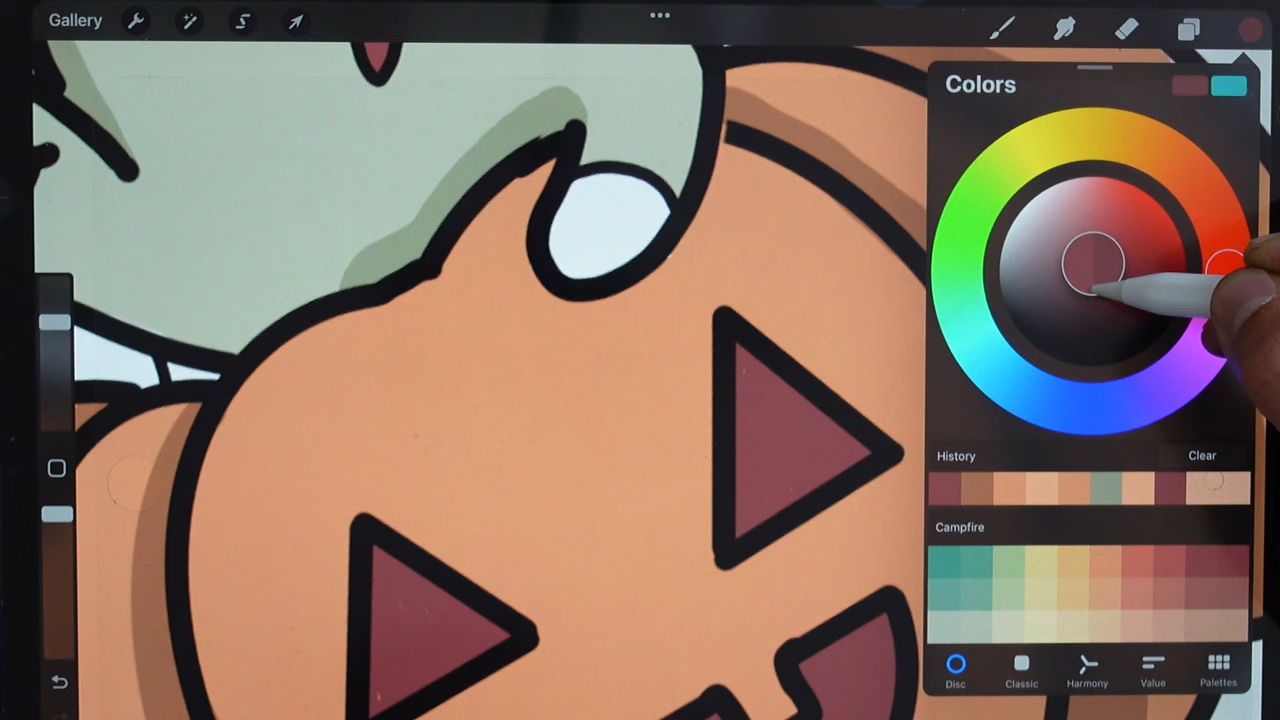 Gallery
Colors
History Clear
Campfire
Disc Classic Harmony Value Palettes